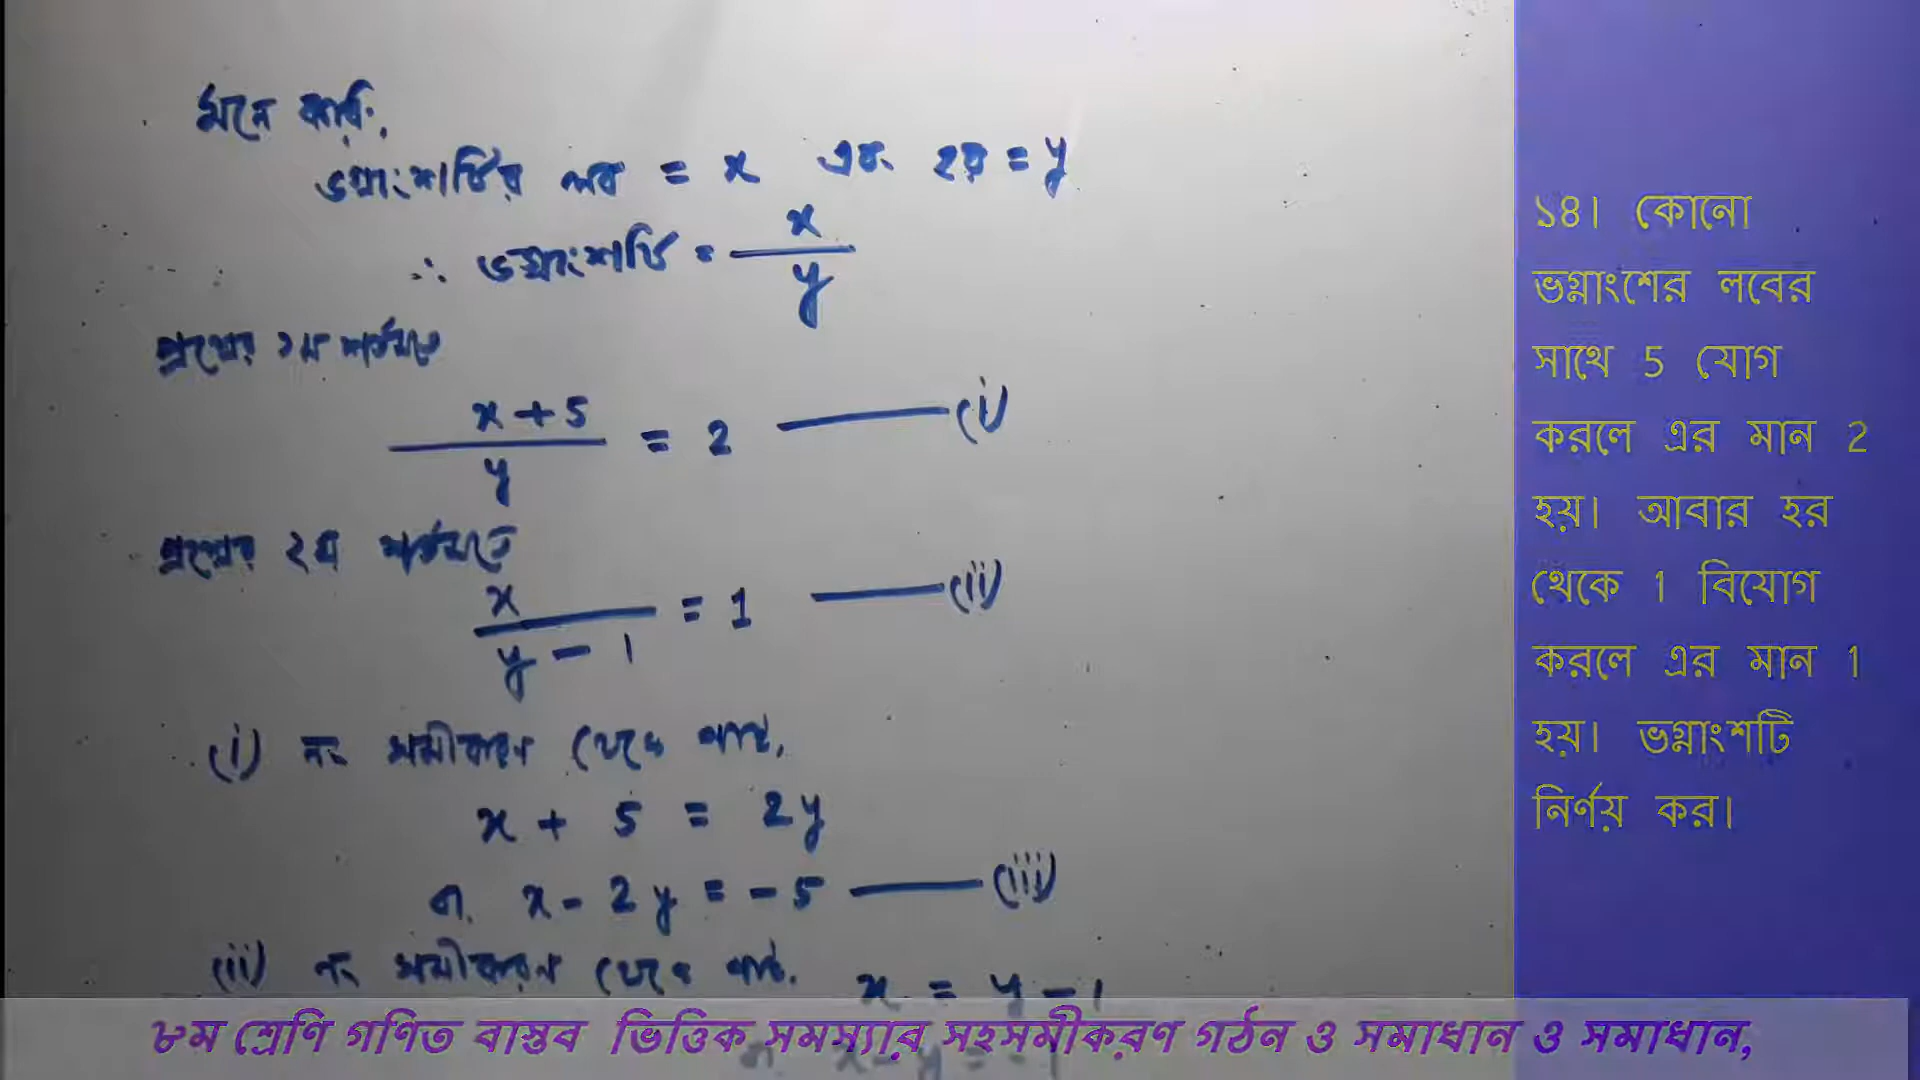 মনে করি,
ভগ্নাংশটির লব = x এবং হর = y
∴ ভগ্নাংশটি = x/y
প্রশ্নের ১ম শর্তমতে
x + 5 / y = 2 —— (i)
প্রশ্নের ২য় শর্তমতে
x / y - 1 = 1 —— (ii)
(i) নং সমীকরণ থেকে পাই,
x + 5 = 2y
বা, x - 2y = -5 —— (iii)
(ii) নং সমীকরণ থেকে পাই, x = y - 1
১৪। কোনো
ভগ্নাংশের লবের
সাথে 5 যোগ
করলে এর মান 2
হয়। আবার হর
থেকে 1 বিযোগ
করলে এর মান 1
হয়। ভগ্নাংশটি
নির্ণয় কর।
৮ম শ্রেণি গণিত বাস্তব ভিত্তিক সমস্যার সহসমীকরণ গঠন ও সমাধান ও সমাধান,